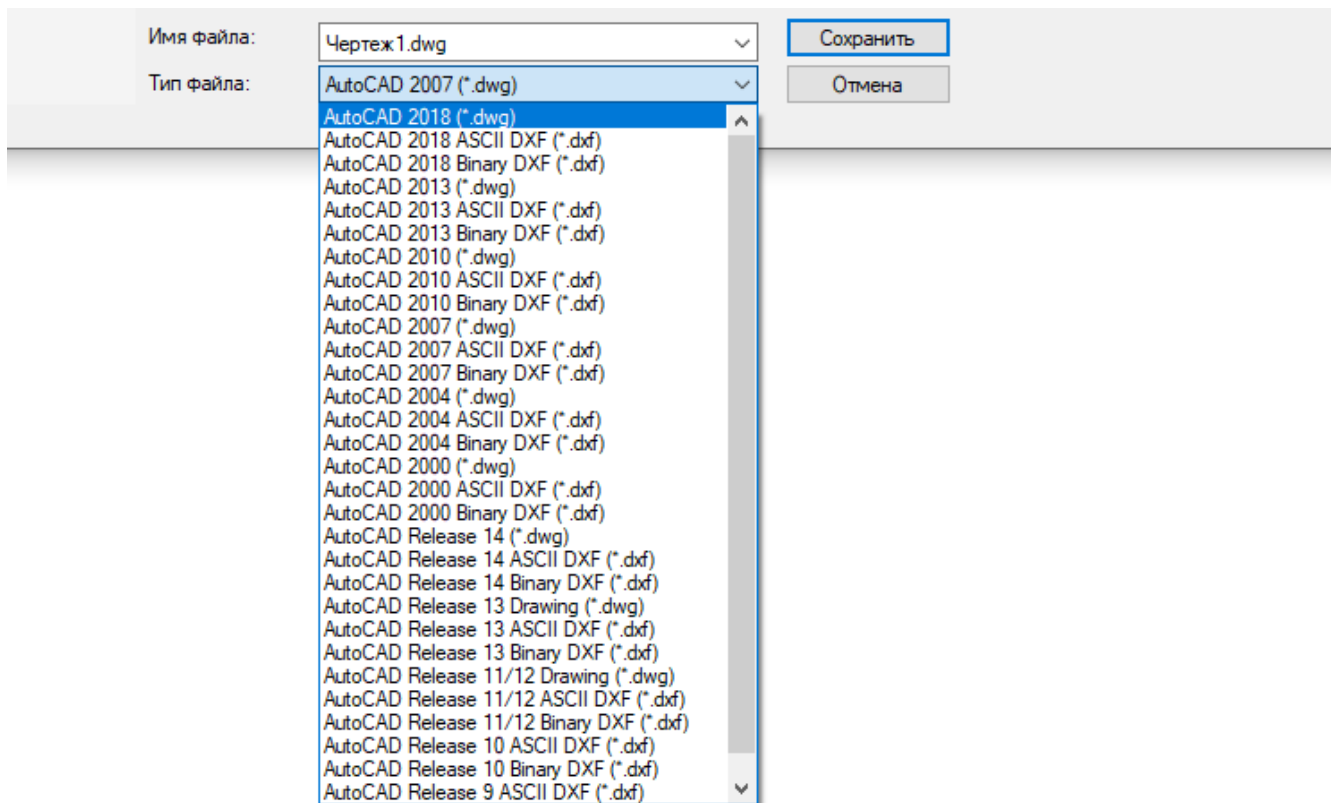 Имя файла:
Чертеж1.dwg
Сохранить
Тип файла:
AutoCAD 2007 (*.dwg)
Отмена
AutoCAD 2018 (*.dwg)
AutoCAD 2018 ASCII DXF (*.dxf)
AutoCAD 2018 Binary DXF (*.dxf)
AutoCAD 2013 (*.dwg)
AutoCAD 2013 ASCII DXF (*.dxf)
AutoCAD 2013 Binary DXF (*.dxf)
AutoCAD 2010 (*.dwg)
AutoCAD 2010 ASCII DXF (*.dxf)
AutoCAD 2010 Binary DXF (*.dxf)
AutoCAD 2007 (*.dwg)
AutoCAD 2007 ASCII DXF (*.dxf)
AutoCAD 2007 Binary DXF (*.dxf)
AutoCAD 2004 (*.dwg)
AutoCAD 2004 ASCII DXF (*.dxf)
AutoCAD 2004 Binary DXF (*.dxf)
AutoCAD 2000 (*.dwg)
AutoCAD 2000 ASCII DXF (*.dxf)
AutoCAD 2000 Binary DXF (*.dxf)
AutoCAD Release 14 (*.dwg)
AutoCAD Release 14 ASCII DXF (*.dxf)
AutoCAD Release 14 Binary DXF (*.dxf)
AutoCAD Release 13 Drawing (*.dwg)
AutoCAD Release 13 ASCII DXF (*.dxf)
AutoCAD Release 13 Binary DXF (*.dxf)
AutoCAD Release 11/12 Drawing (*.dwg)
AutoCAD Release 11/12 ASCII DXF (*.dxf)
AutoCAD Release 11/12 Binary DXF (*.dxf)
AutoCAD Release 10 ASCII DXF (*.dxf)
AutoCAD Release 10 Binary DXF (*.dxf)
AutoCAD Release 9 ASCII DXF (*.dxf)